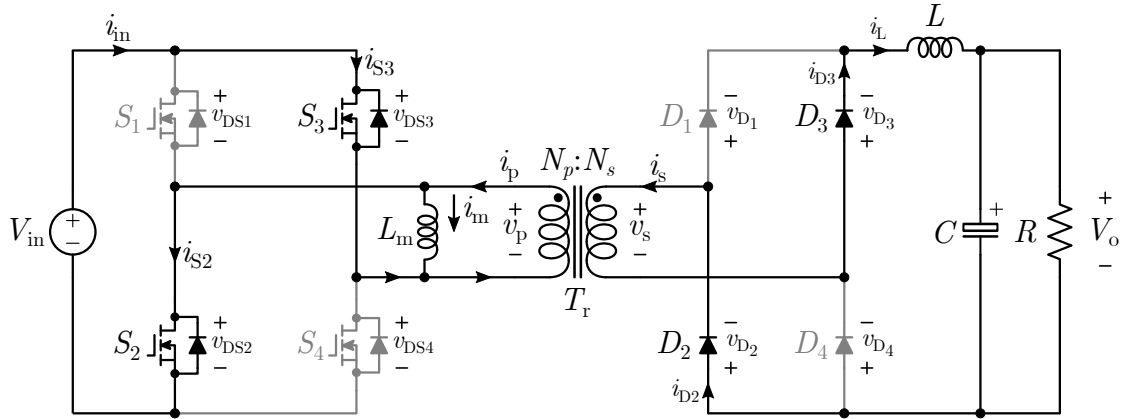 i_in
i_S3
S_1
+
v_DS1
−
S_3
+
v_DS3
−
i_L
L
D_1
−
v_D1
+
i_D3
D_3
−
v_D3
+
V_in
+
−
i_p
N_p:N_s
i_s
L_m
i_m
+
v_p
−
+
v_s
−
T_r
C
+
R
+
V_o
−
i_S2
S_2
+
v_DS2
−
S_4
+
v_DS4
−
D_2
−
v_D2
+
i_D2
D_4
−
v_D4
+